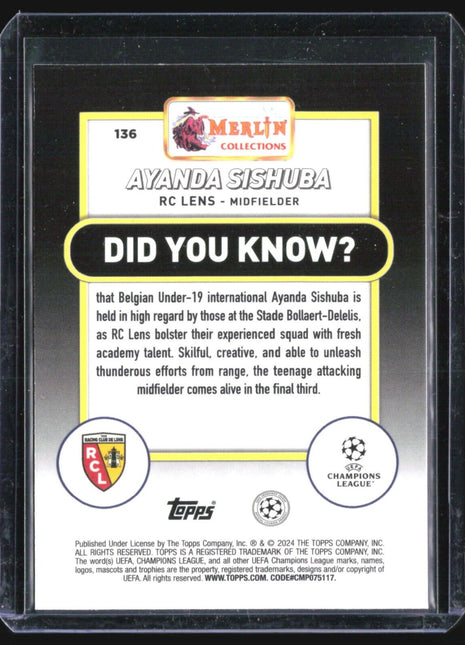 136
MERLIN
COLLECTIONS
AYANDA SISHUBA
RC LENS - MIDFIELDER
DID YOU KNOW?
that Belgian Under-19 international Ayanda Sishuba is
held in high regard by those at the Stade Bollaert-Delelis,
as RC Lens bolster their experienced squad with fresh
academy talent. Skilful, creative, and able to unleash
thunderous efforts from range, the teenage attacking
midfielder comes alive in the final third.
RACING CLUB DE LENS
RCL
UEFA
CHAMPIONS
LEAGUE
Topps
Published Under License by The Topps Company, Inc. ® & © 2024 THE TOPPS COMPANY, INC.
ALL RIGHTS RESERVED. TOPPS IS A REGISTERED TRADEMARK OF THE TOPPS COMPANY, INC.
The word(s) UEFA, CHAMPIONS LEAGUE, and all other UEFA Champions League marks, names,
logos, mascots and trophies are the property, registered trademarks, designs and/or copyright of
UEFA. All rights reserved. WWW.TOPPS.COM. CODE#CMP075117.